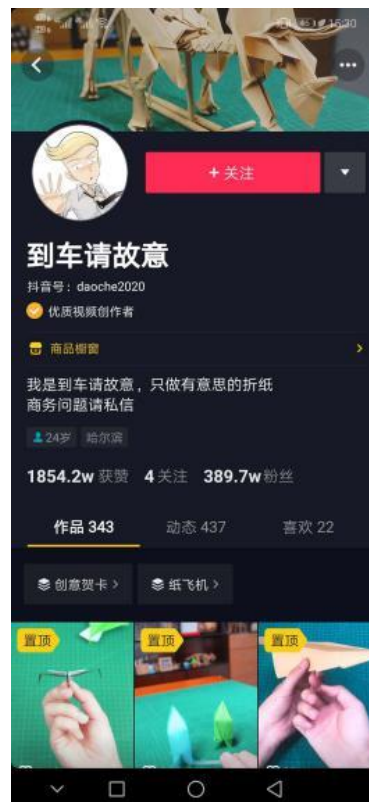 16:30
+ 关注
到车请故意
抖音号：daoche2020
优质视频创作者
商品橱窗
我是到车请故意，只做有意思的折纸
商务问题请私信
24岁 哈尔滨
1854.2w 获赞 4 关注 389.7w 粉丝
作品 343 动态 437 喜欢 22
创意贺卡 纸飞机
置顶 置顶 置顶